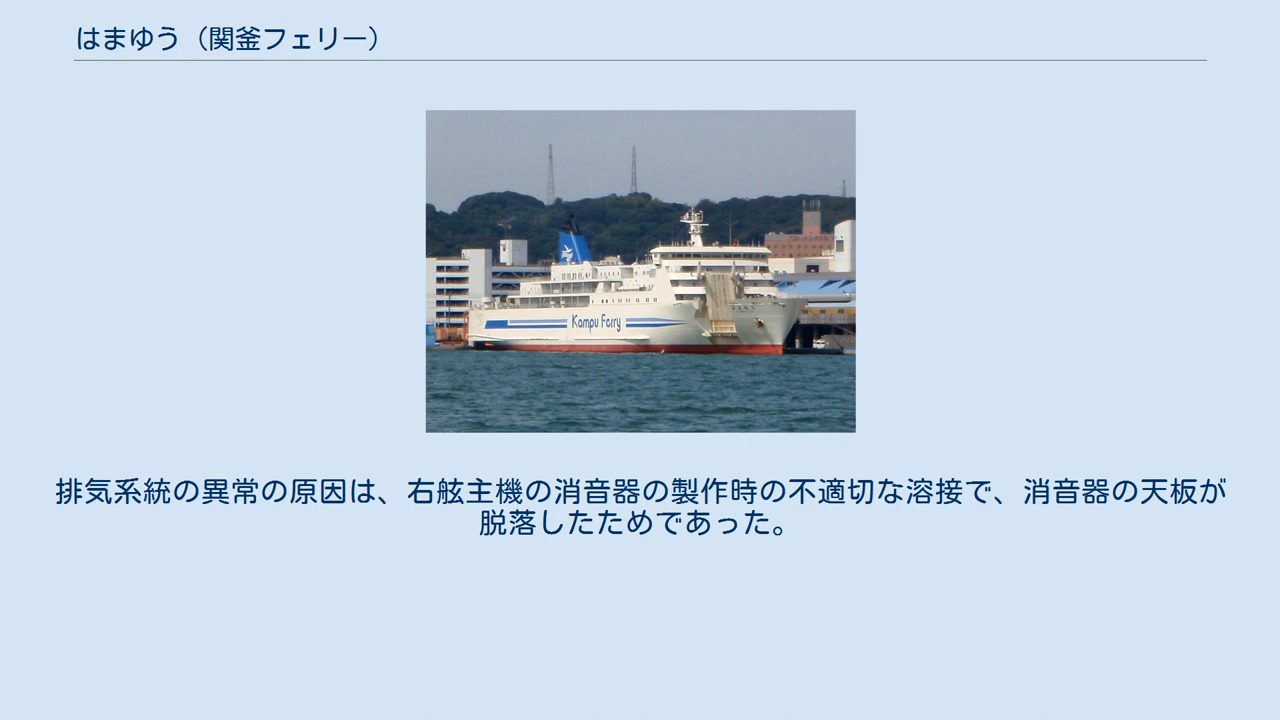 はまゆう（関釜フェリー）
Kampu Ferry
排気系統の異常の原因は、右舷主機の消音器の製作時の不適切な溶接で、消音器の天板が
脱落したためであった。